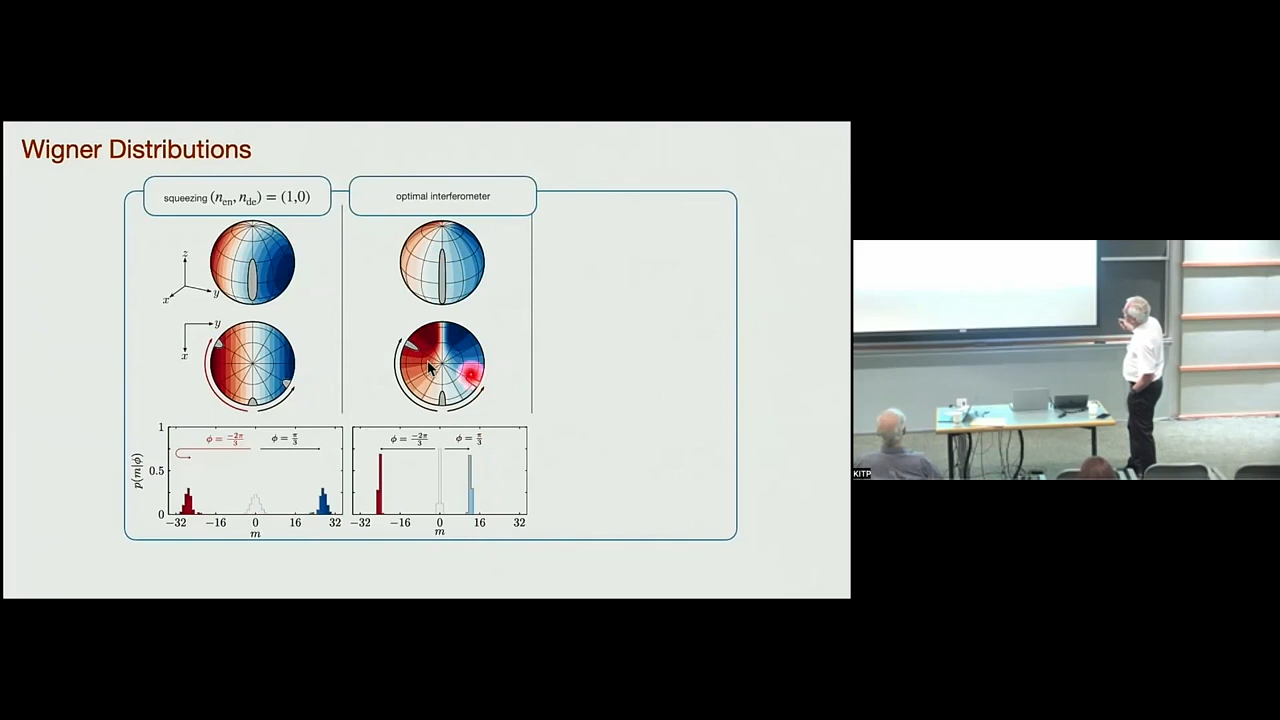 Wigner Distributions
squeezing (n_en, n_de) = (1,0)
optimal interferometer
z
x
y
y
x
1
0.5
0
p(m|ϕ)
ϕ = −2π/3
ϕ = π/3
−32 −16 0 16 32
m
ϕ = −2π/3
ϕ = π/3
−32 −16 0 16 32
m
KITP